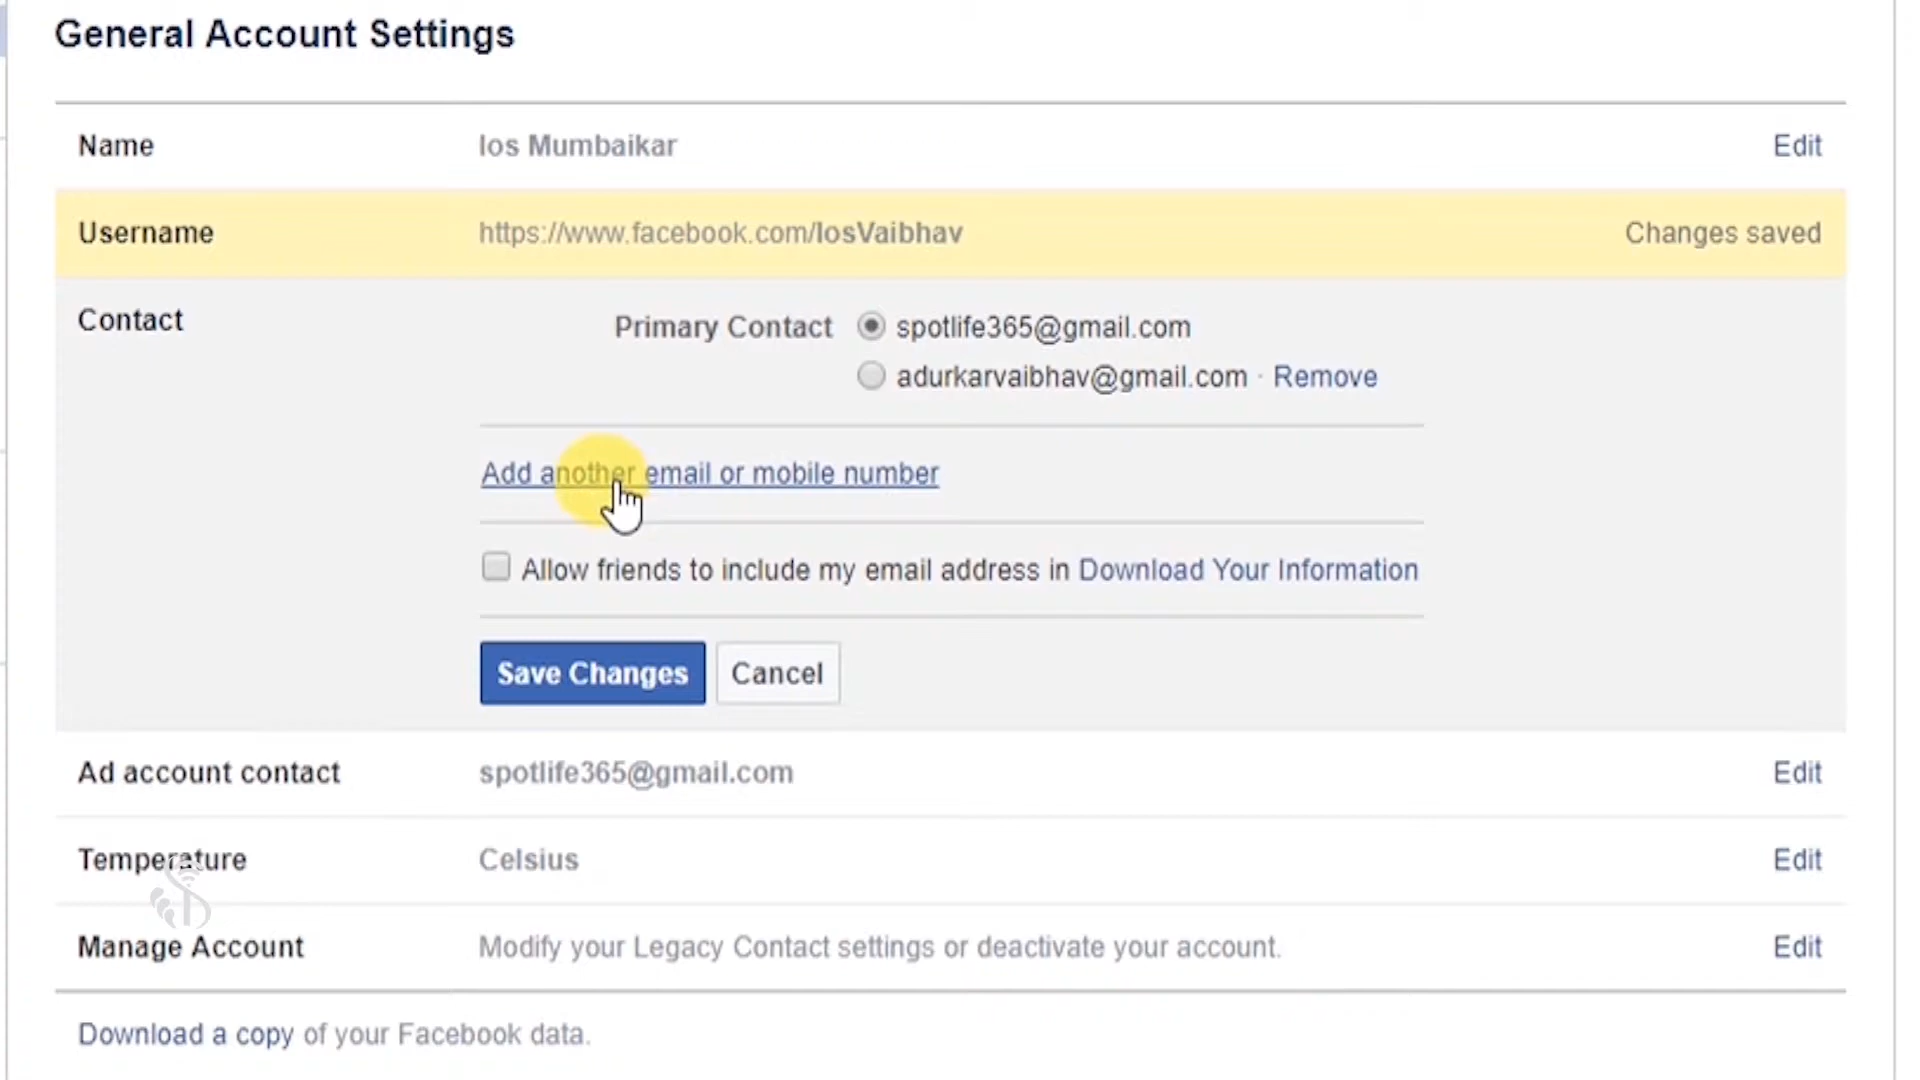 General Account Settings
Name Ios Mumbaikar Edit
Username https://www.facebook.com/IosVaibhav Changes saved
Contact Primary Contact spotlife365@gmail.com
adurkarvaibhav@gmail.com · Remove
Add another email or mobile number
Allow friends to include my email address in Download Your Information
Save Changes Cancel
Ad account contact spotlife365@gmail.com Edit
Temperature Celsius Edit
Manage Account Modify your Legacy Contact settings or deactivate your account. Edit
Download a copy of your Facebook data.